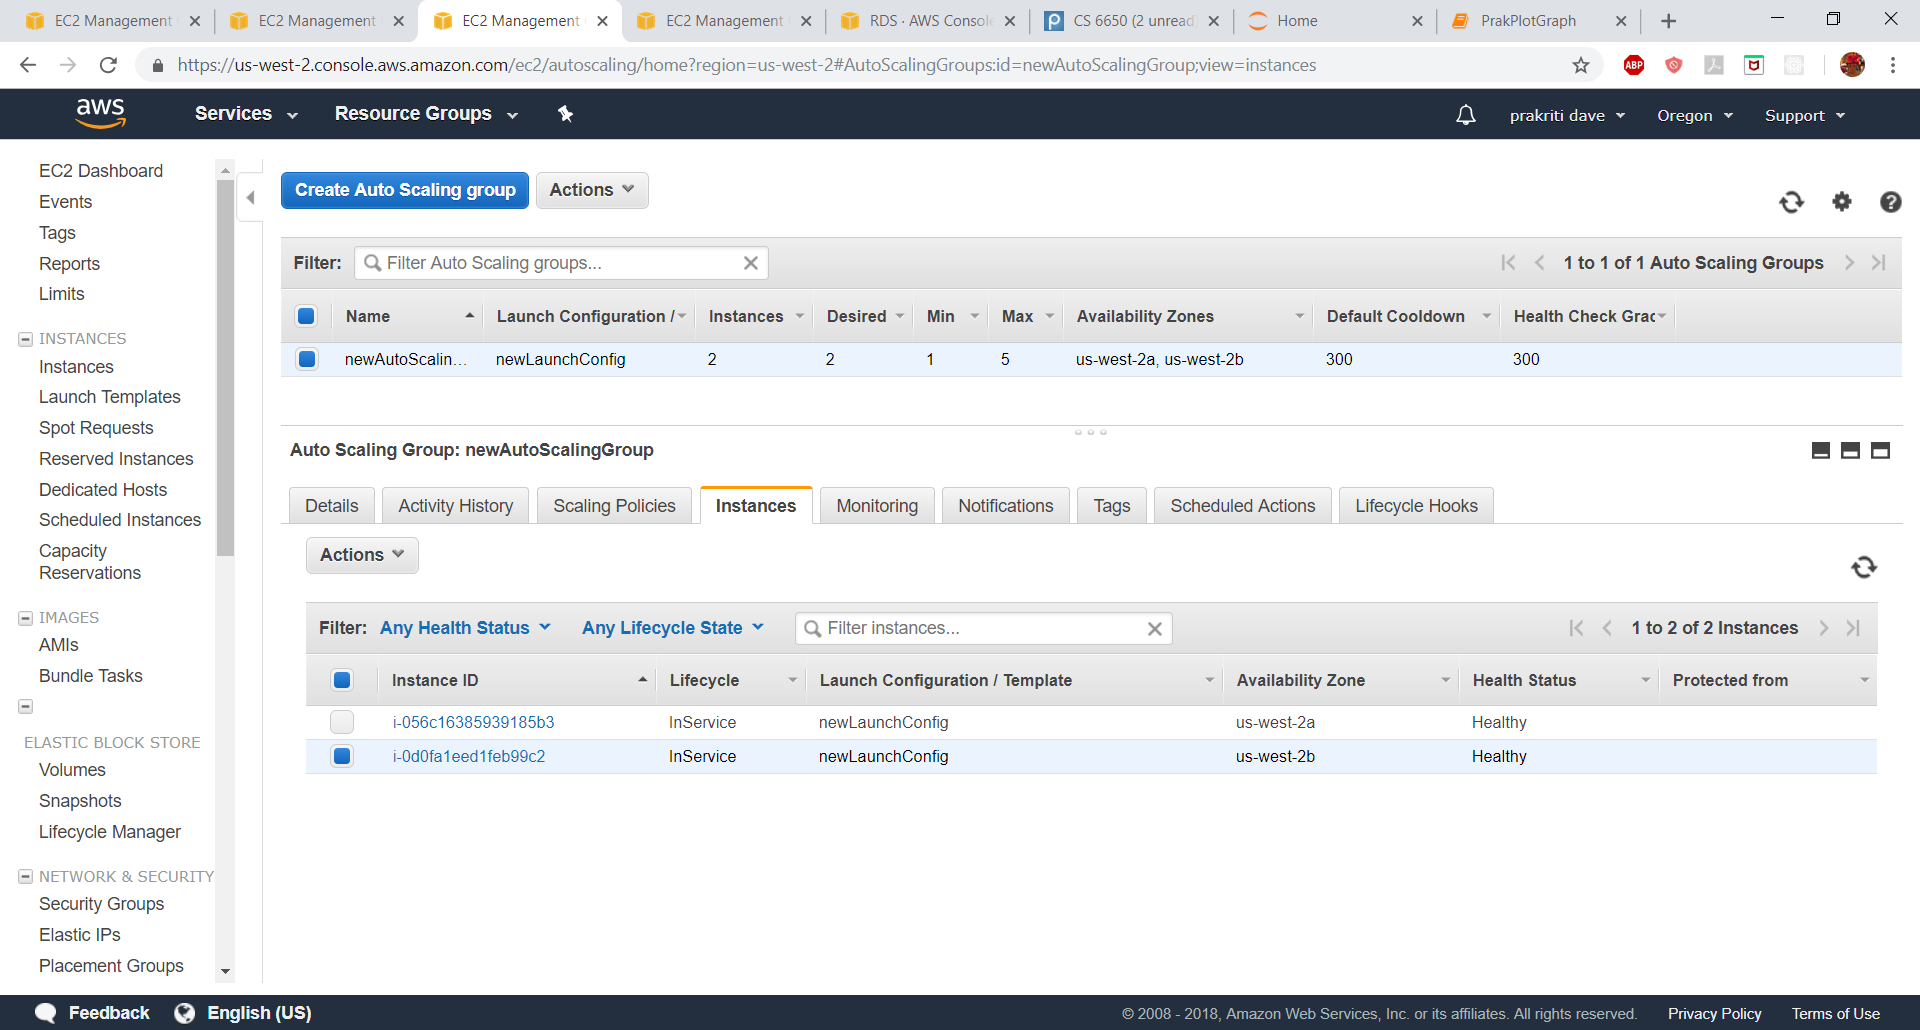 EC2 Management
EC2 Management
EC2 Management
EC2 Management
RDS · AWS Console
CS 6650 (2 unread)
Home
PrakPlotGraph
https://us-west-2.console.aws.amazon.com/ec2/autoscaling/home?region=us-west-2#AutoScalingGroups:id=newAutoScalingGroup;view=instances
ABP
aws
Services
Resource Groups
prakriti dave
Oregon
Support
EC2 Dashboard
Events
Tags
Reports
Limits
INSTANCES
Instances
Launch Templates
Spot Requests
Reserved Instances
Dedicated Hosts
Scheduled Instances
Capacity
Reservations
IMAGES
AMIs
Bundle Tasks
ELASTIC BLOCK STORE
Volumes
Snapshots
Lifecycle Manager
NETWORK & SECURITY
Security Groups
Elastic IPs
Placement Groups
Create Auto Scaling group
Actions
Filter: Filter Auto Scaling groups...
1 to 1 of 1 Auto Scaling Groups
Name Launch Configuration / Instances Desired Min Max Availability Zones Default Cooldown Health Check Grac
newAutoScalin... newLaunchConfig 2 2 1 5 us-west-2a, us-west-2b 300 300
Auto Scaling Group: newAutoScalingGroup
Details Activity History Scaling Policies Instances Monitoring Notifications Tags Scheduled Actions Lifecycle Hooks
Actions
Filter: Any Health Status Any Lifecycle State Filter instances... 1 to 2 of 2 Instances
Instance ID Lifecycle Launch Configuration / Template Availability Zone Health Status Protected from
i-056c16385939185b3 InService newLaunchConfig us-west-2a Healthy
i-0d0fa1eed1feb99c2 InService newLaunchConfig us-west-2b Healthy
Feedback English (US)
© 2008 - 2018, Amazon Web Services, Inc. or its affiliates. All rights reserved. Privacy Policy Terms of Use